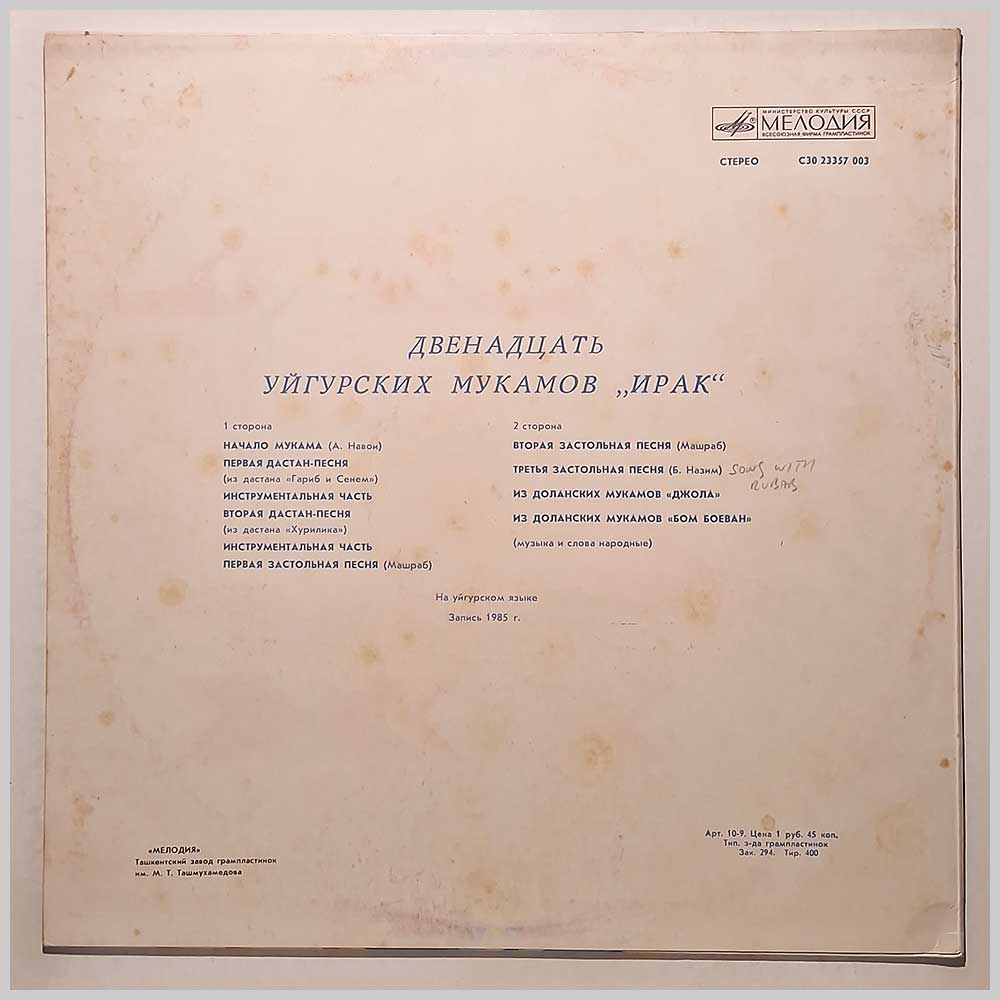 МИНИСТЕРСТВО КУЛЬТУРЫ СССР
МЕЛОДИЯ
ВСЕСОЮЗНАЯ ФИРМА ГРАМПЛАСТИНОК
СТЕРЕО С30 23357 003
ДВЕНАДЦАТЬ
УЙГУРСКИХ МУКАМОВ „ИРАК“
1 сторона
НАЧАЛО МУКАМА (А. Навои)
ПЕРВАЯ ДАСТАН-ПЕСНЯ
(из дастана «Гариб и Сенем»)
ИНСТРУМЕНТАЛЬНАЯ ЧАСТЬ
ВТОРАЯ ДАСТАН-ПЕСНЯ
(из дастана «Хурилика»)
ИНСТРУМЕНТАЛЬНАЯ ЧАСТЬ
ПЕРВАЯ ЗАСТОЛЬНАЯ ПЕСНЯ (Машраб)
2 сторона
ВТОРАЯ ЗАСТОЛЬНАЯ ПЕСНЯ (Машраб)
ТРЕТЬЯ ЗАСТОЛЬНАЯ ПЕСНЯ (Б. Назим) SONG WITH
RUBAB
ИЗ ДОЛАНСКИХ МУКАМОВ «ДЖОЛА»
ИЗ ДОЛАНСКИХ МУКАМОВ «БОМ БОЕВАН»
(музыка и слова народные)
На уйгурском языке
Запись 1985 г.
«МЕЛОДИЯ»
Ташкентский завод грампластинок
им. М. Т. Ташмухамедова
Арт. 10-9. Цена 1 руб. 45 коп.
Тип. з-да грампластинок
Зак. 294. Тир. 400